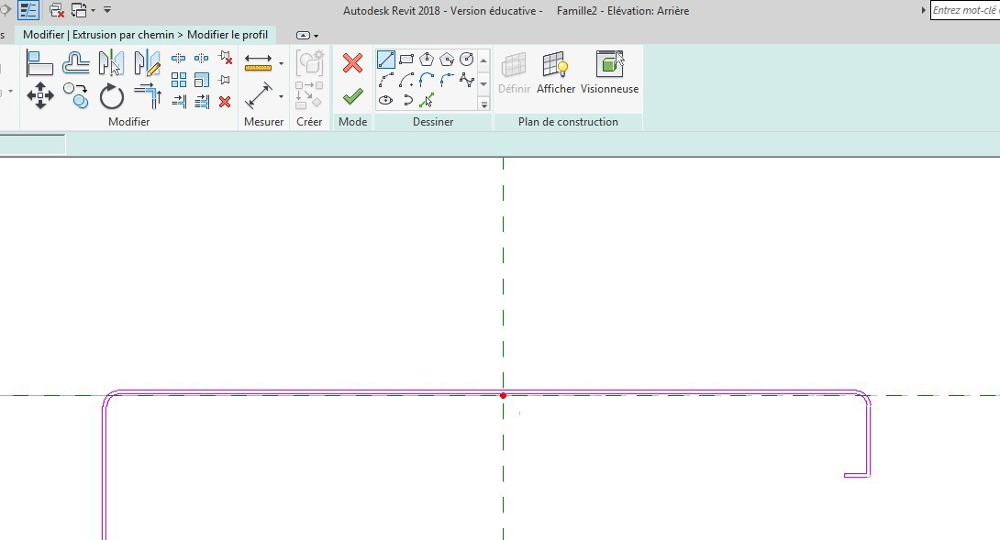 Autodesk Revit 2018 - Version éducative - Famille2 - Elévation: Arrière
Entrez mot-clé
s Modifier | Extrusion par chemin > Modifier le profil
Définir Afficher Visionneuse
Modifier Mesurer Créer Mode Dessiner Plan de construction